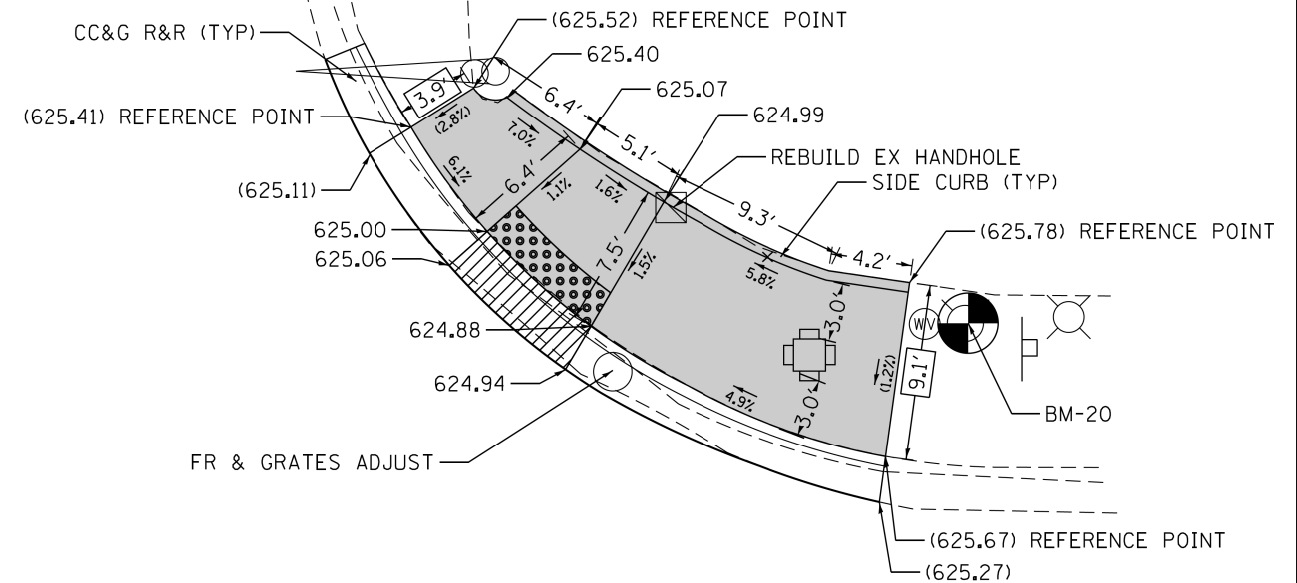 (625.52) REFERENCE POINT
CC&G R&R (TYP)
625.40
625.07
3.9'
6.4'
(625.41) REFERENCE POINT
(2.8%)
7.0%
5.1'
624.99
REBUILD EX HANDHOLE
SIDE CURB (TYP)
6.1%
6.4'
1.1%
1.6%
(625.11)
9.3'
625.00
(625.78) REFERENCE POINT
625.06
7.5'
1.5%
5.8%
4.2'
3.0'
WV
624.88
624.94
(1.2%)
9.1'
4.9%
3.0'
BM-20
FR & GRATES ADJUST
(625.67) REFERENCE POINT
(625.27)